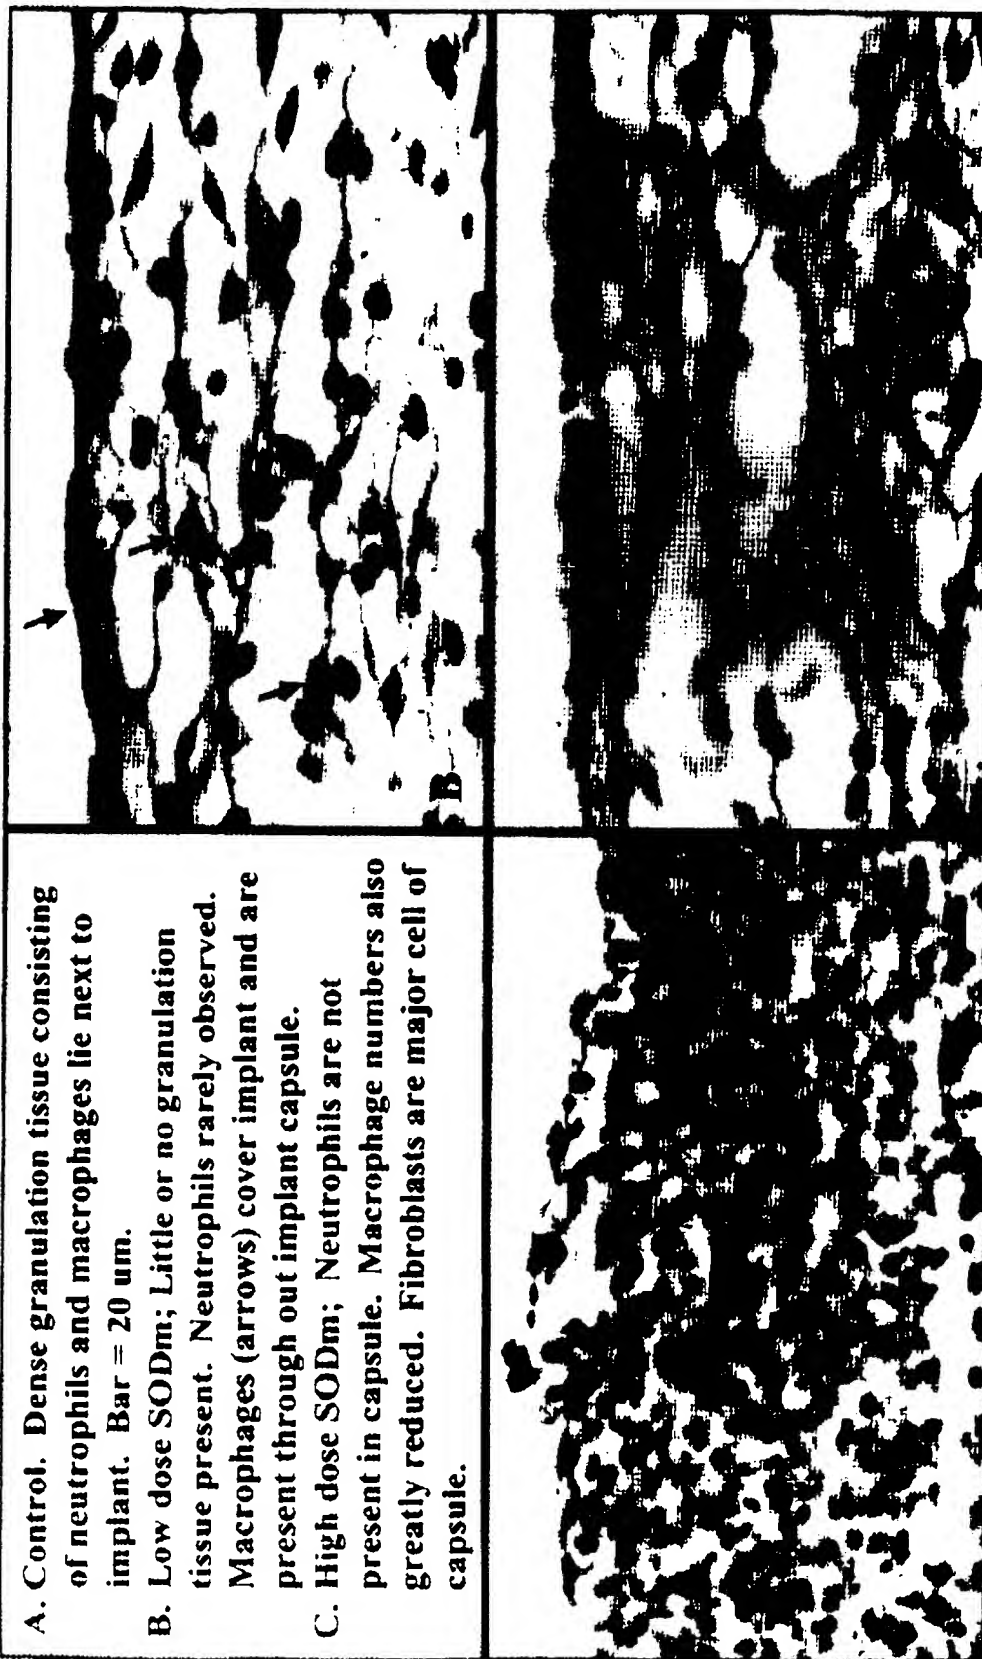 A. Control. Dense granulation tissue consisting
of neutrophils and macrophages lie next to
implant. Bar = 20 um.
B. Low dose SODm; Little or no granulation
tissue present. Neutrophils rarely observed.
Macrophages (arrows) cover implant and are
present through out implant capsule.
C. High dose SODm; Neutrophils are not
present in capsule. Macrophage numbers also
greatly reduced. Fibroblasts are major cell of
capsule.
B